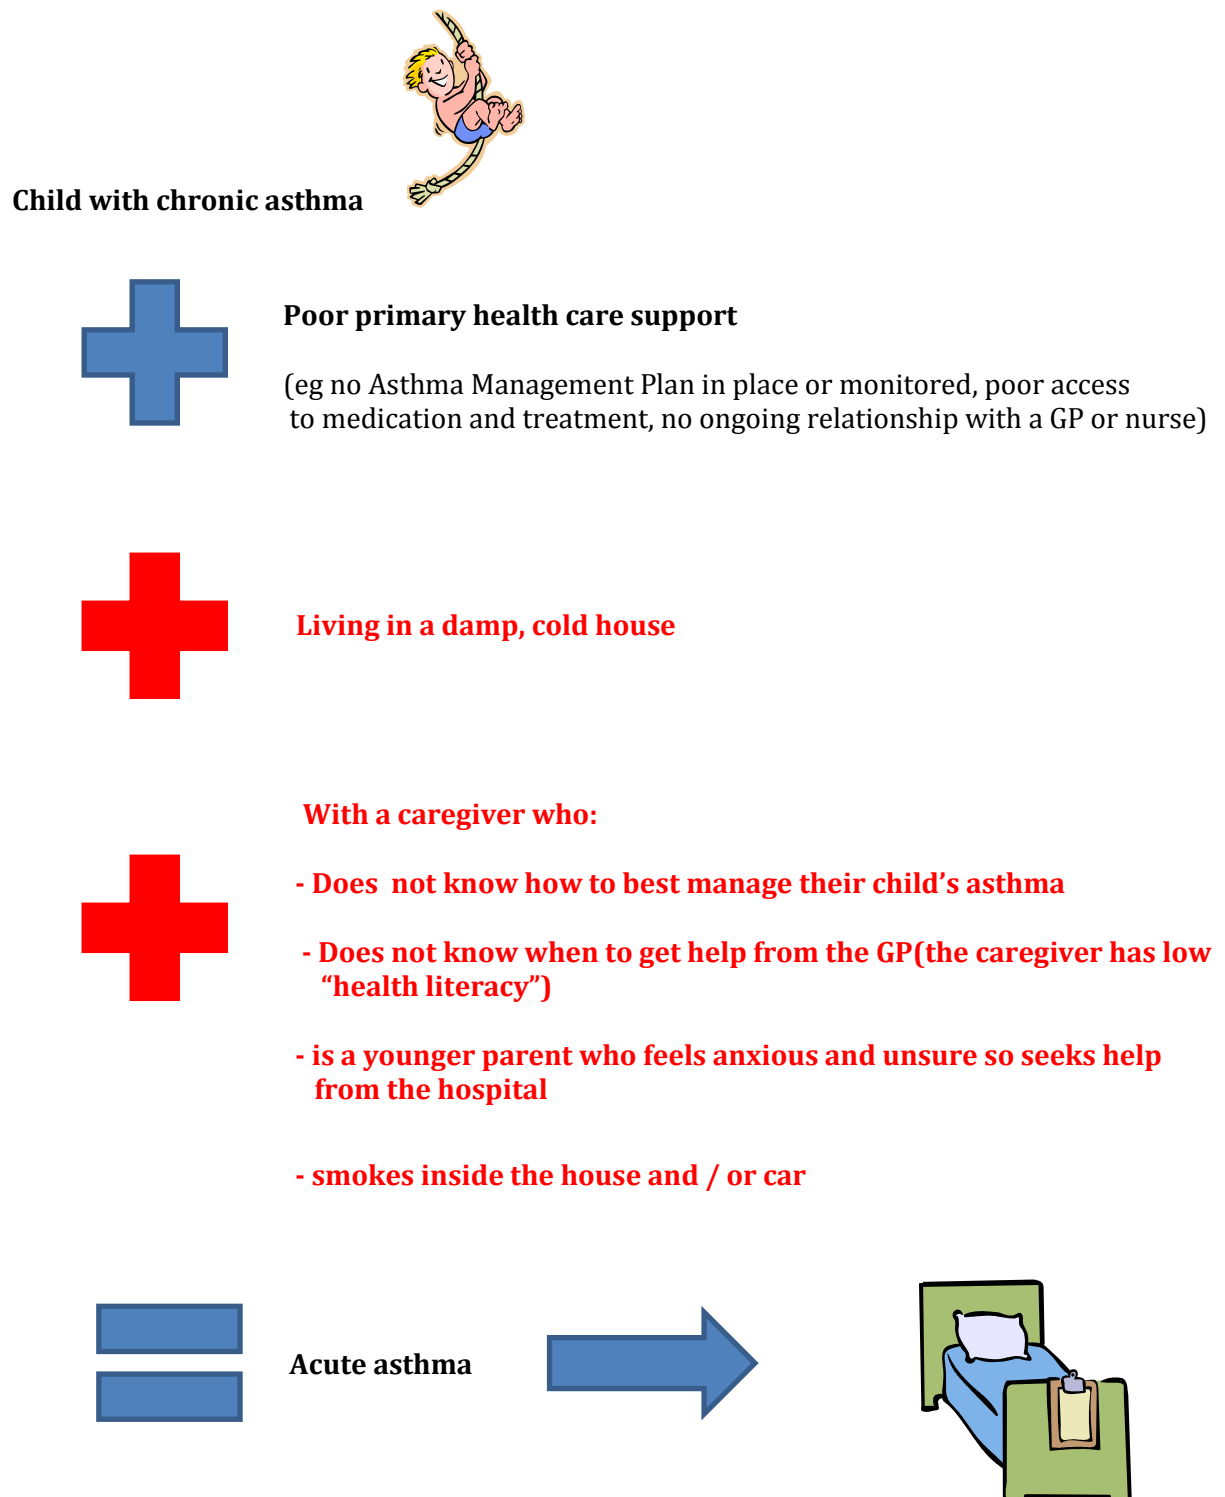 Child with chronic asthma
Poor primary health care support
(eg no Asthma Management Plan in place or monitored, poor access
to medication and treatment, no ongoing relationship with a GP or nurse)
Living in a damp, cold house
With a caregiver who:
- Does  not know how to best manage their child’s asthma
- Does not know when to get help from the GP(the caregiver has low
“health literacy”)
- is a younger parent who feels anxious and unsure so seeks help
from the hospital
- smokes inside the house and / or car
Acute asthma